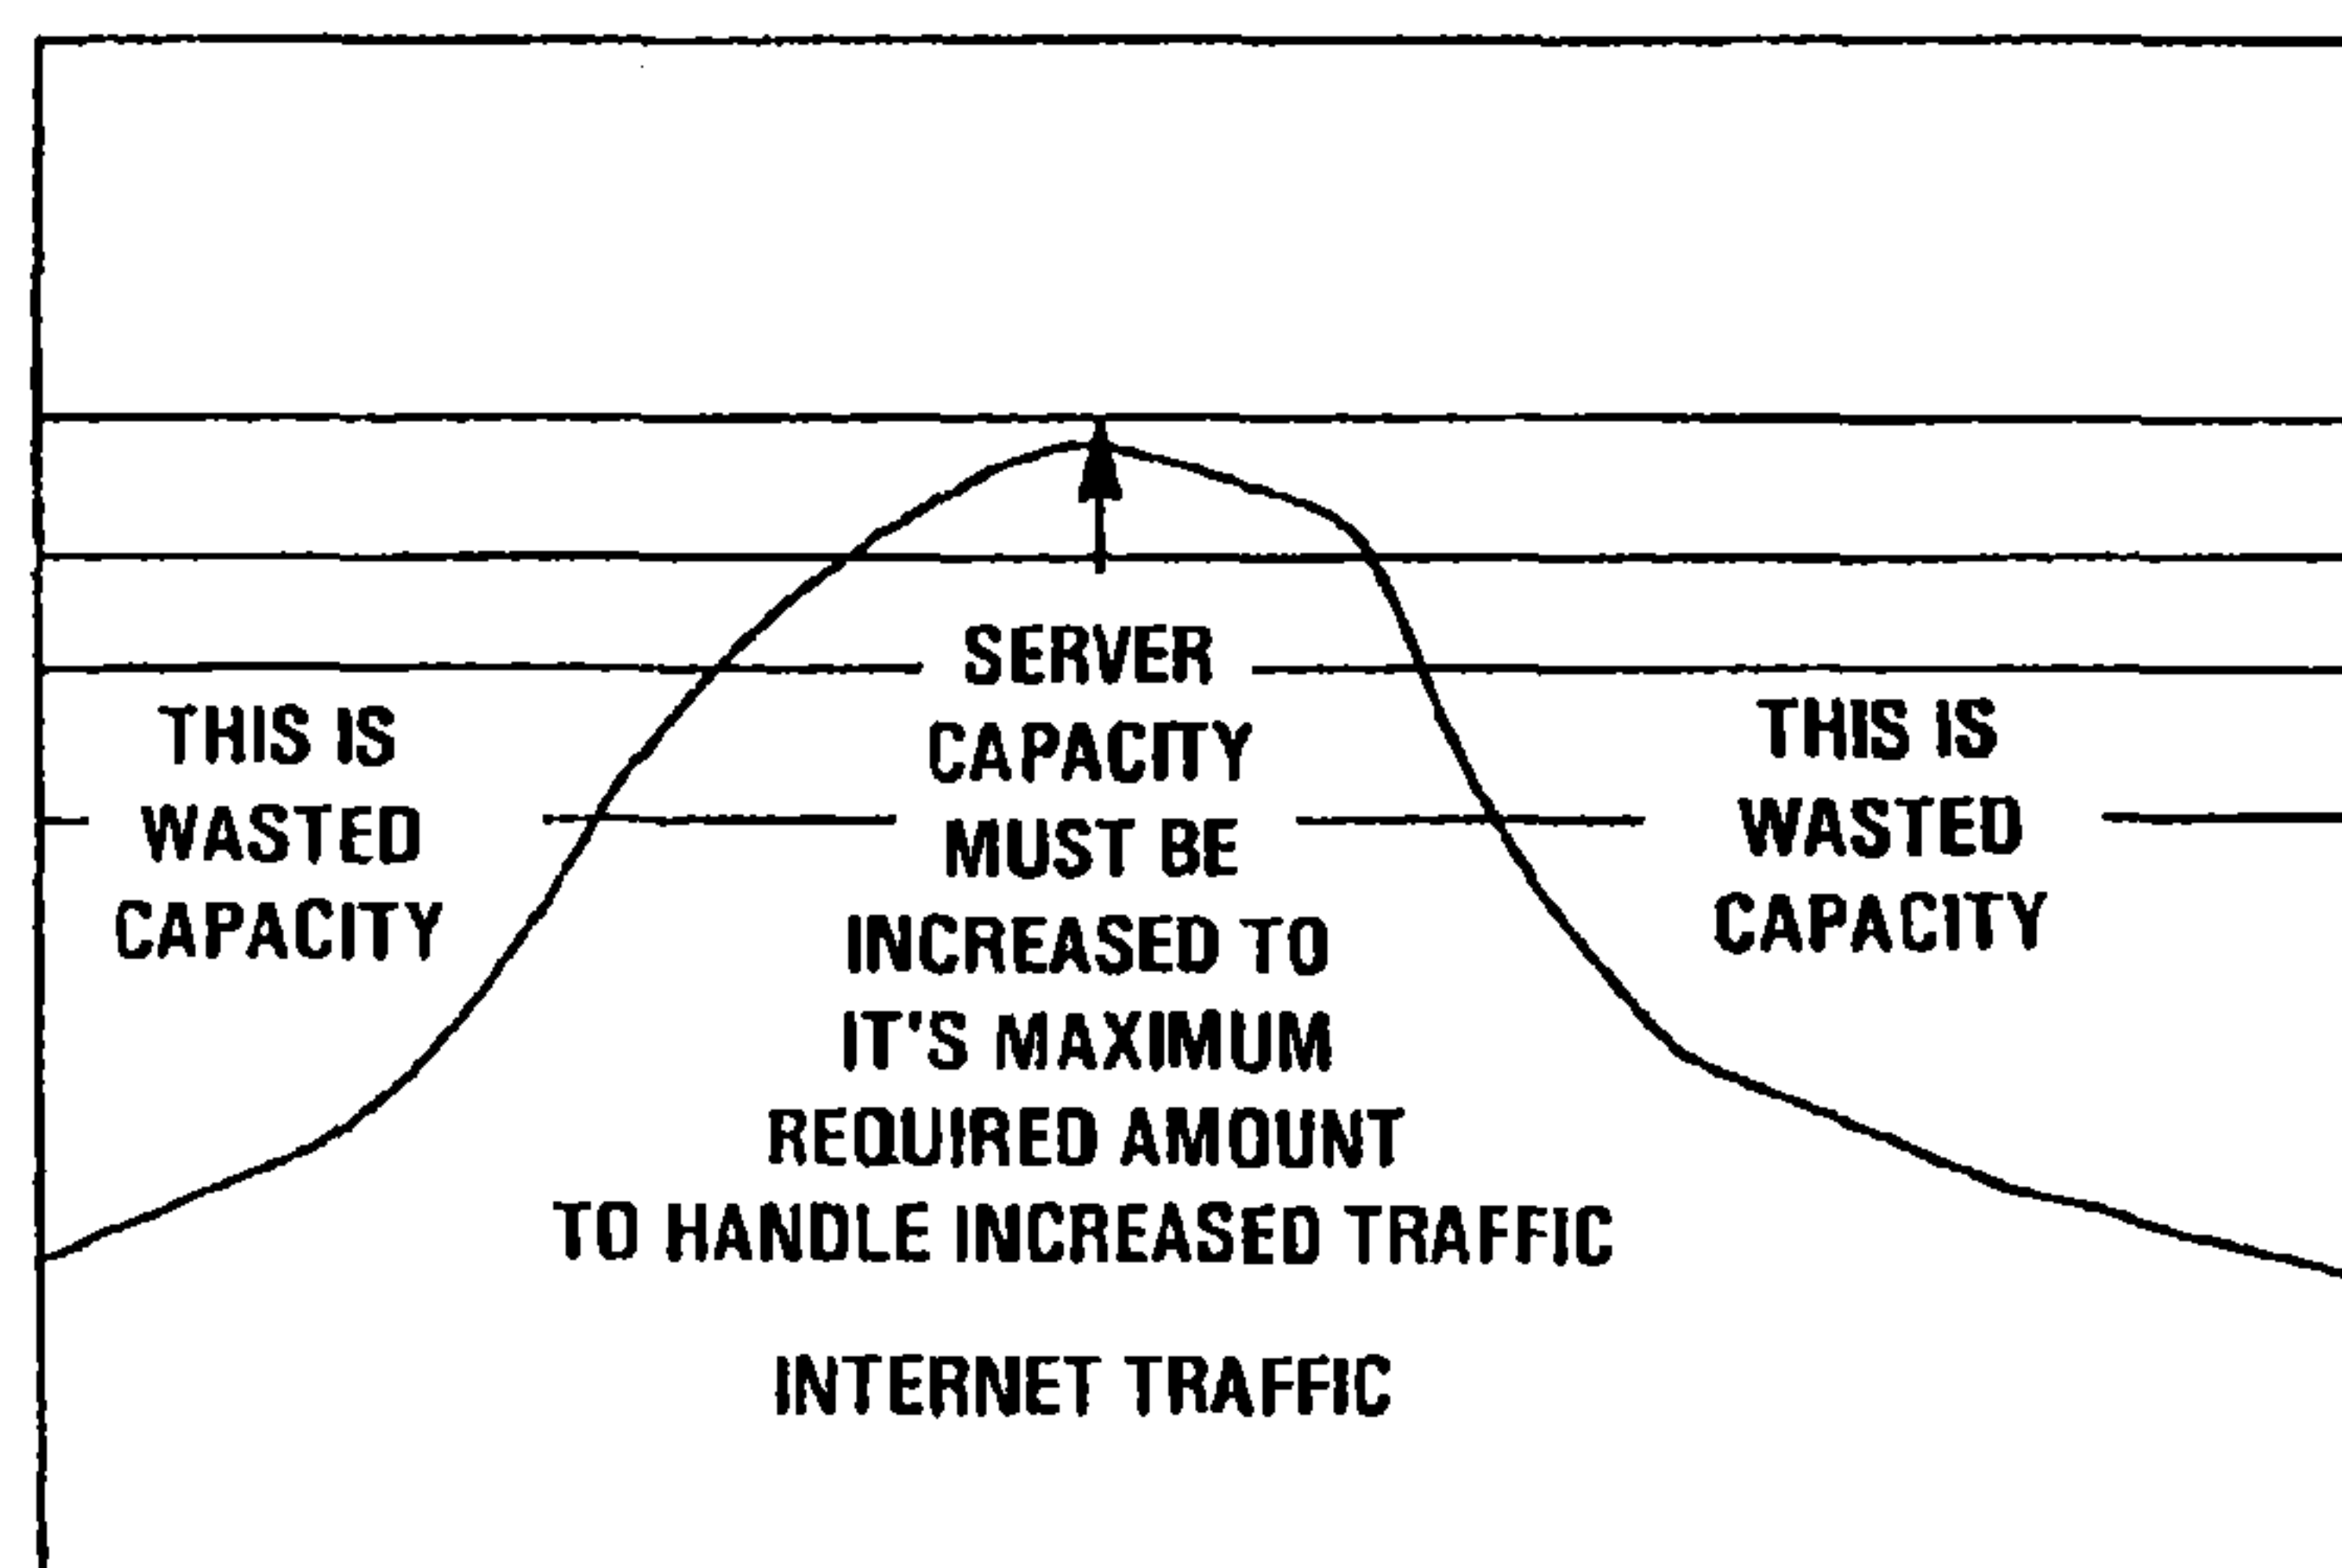 THIS IS
WASTED
CAPACITY
SERVER
CAPACITY
MUST BE
INCREASED TO
IT'S MAXIMUM
REQUIRED AMOUNT
TO HANDLE INCREASED TRAFFIC
THIS IS
WASTED
CAPACITY
INTERNET TRAFFIC